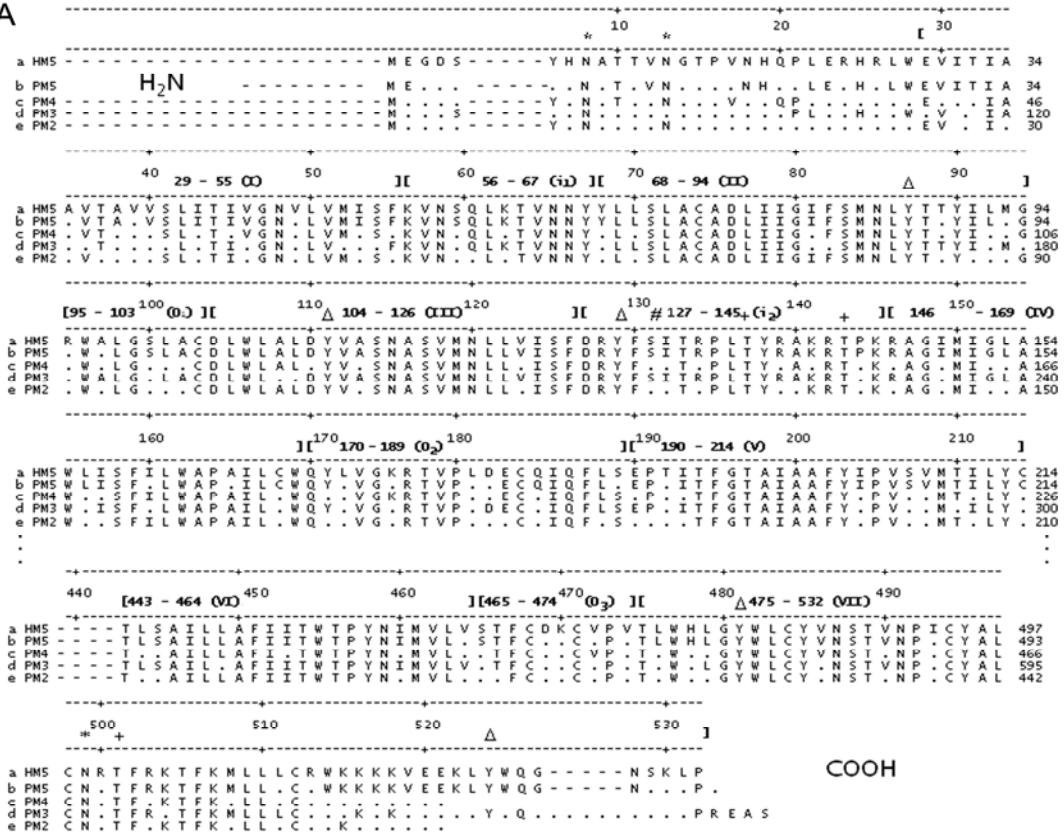 A
10 20 30
* * [
a HM5 - - - - - - - - - - - - - - - - - - - - M E G D S - - - - - Y H N A T T V N G T P V N H Q P L E R H R L W E V I T I A 34
H2N
b PM5 - - - - - - - - M E . . . . - - - - - - . . N . T . V N . . . . N H . . L E . H . L W E V I T I A 34
c PM4 - - - - - - - - - - - - - - - - - - - - M . . . . - - - - - Y . N . T . . N . . . V . . Q P . . . . . . . . E . . . I A 46
d PM3 - - - - - - - - - - - - - - - - - - - - M . . . S - - - - - - . N . . . . . . . . . . . . P L . . H . . W . V . . I A 120
e PM2 - - - - - - - - - - - - - - - - - - - - M . . . . - - - - - Y . N . . . . N . . . . . . . . . . . . . . . E V . . I . 30
40 50 60 70 80 90
29 - 55 (I) ][ 56 - 67 (i1) ][ 68 - 94 (II) Δ ]
a HM5 A V T A V V S L I T I V G N V L V M I S F K V N S Q L K T V N N Y Y L L S L A C A D L I I G I F S M N L Y T T Y I L M G 94
b PM5 V T . A . V S L I T I V G N . L V M I S F K V N S Q L K T V N N Y Y L L S L A C A D L I I G I F S M N L Y T . Y I L . G 94
c PM4 . V T . . . S L . T . V G N . L V M . S . K V N . Q L . T V N N Y . L . S L A C A D L I I G . F S M N L Y T . Y I . . G 106
d PM3 . . T . . . . L . T I . G N . L V . . . F K V N . Q L K T V N N Y . L . S L A C A D L I I G . . S M N L Y T T Y I . M G 180
e PM2 . V . . . . S L . T I . G N . L V M . S . K V N . . L . T V N N Y . L . S L A C A D L I I G I F S M N L Y T . Y . . . G 90
100 110 120 130 140 150
[95 - 103 (O1) ][ Δ 104 - 126 (III) ][ Δ # 127 - 145 + (i2) + ][ 146 - 169 (IV)
a HM5 R W A L G S L A C D L W L A L D Y V A S N A S V M N L L V I S F D R Y F S I T R P L T Y R A K R T P K R A G I M I G L A 154
b PM5 . W . L G S L A C D L W L A L D Y V A S N A S V M N L L V I S F D R Y F S I T R P L T Y R A K R T P K R A G I M I G L A 154
c PM4 . W . . G . . . C D L W L A L . Y V A S N A S V M N L L . I S F D R Y F . . T . P L T Y R A K R T . K . A G . M I . . A 166
d PM3 . W A L G . L A C D L W L . . D Y V A S N A S V M N L L V I S F D R Y F S I T R P L T Y R A K R T . K R A G . M I G L A 240
e PM2 . W . L G . . . C D L W L A L D Y V A S N A S V M N L L . I S F D R Y F . . T . P L T Y . . K R T . K . A G . M I . . A 150
160 170 180 190 200 210
][ 170 - 189 (O2) ][ 190 - 214 (V) ]
a HM5 W L I S F I L W A P A I L C W Q Y L V G K R T V P L D E C Q I Q F L S E P T I T F G T A I A A F Y I P V S V M T I L Y C 214
b PM5 W L I S F . L W A P . I L C W Q Y . V G . R T V P . . E C Q I Q F L . E P . I T F G T A I A A F Y I P V S V M T I L Y C 214
c PM4 W . . S F I L W A P A I L . W Q . . V G K R T V P . . E C . I Q F L S . P . . T F G T A I A A F Y . P V . . M T . L Y . 226
d PM3 W . I S F I L W A P A I L . W Q . . V G . R T V P . D E C . I Q F L S E P . I T F G T A I A A F Y . P V . . M . I L Y . 300
e PM2 W . . S F I L W A P A I L . W Q . . V G . R T V P . . . C . I Q F . S . . . . T F G T A I A A F Y . P V . . M T . L Y . 210
440 450 460 470 480 490
[443 - 464 (VI) ][465 - 474 (O3) ][ Δ 475 - 532 (VII)
a HM5 - - - - T L S A I L L A F I I T W T P Y N I M V L V S T F C D K C V P V T L W H L G Y W L C Y V N S T V N P I C Y A L 497
b PM5 - - - - T L S A I L L A F I I T W T P Y N I M V L V S T F C . . C . P . T L W H L G Y W L C Y V N S T V N P . C Y A L 493
c PM4 - - - - T . . A I L L A F I I T W T P Y N . M V L . . T F C . . C V P . T . W . . G Y W L C Y V N S T . N P . C Y A L 466
d PM3 - - - - T L S A I L . A F I I T W T P Y N I M V L V . T F C . . C . P . T . W . L G Y W L C Y . N S T V N P . C Y A L 595
e PM2 - - - - T . . A I L L A F I I T W T P Y N . M V L . . . F C . . C . P . T . W . . G Y W L C Y . N S T . N P . C Y A L 442
500 510 520 530
* + Δ ]
a HM5 C N R T F R K T F K M L L L C R W K K K K V E E K L Y W Q G - - - - - N S K L P
b PM5 C N . T F R K T F K M L L L C . W K K K K V E E K L Y W Q G - - - - - N . . . P .
c PM4 C N . T F . K T F K . L L . C . . . . . . . . . .
d PM3 C N . T F R . T F K M L L L C . . . K . K . . . . . Y . Q . . . . . . . . . . P R E A S
e PM2 C N . T F . K T F K . L L . C . . K . . . . . .
COOH